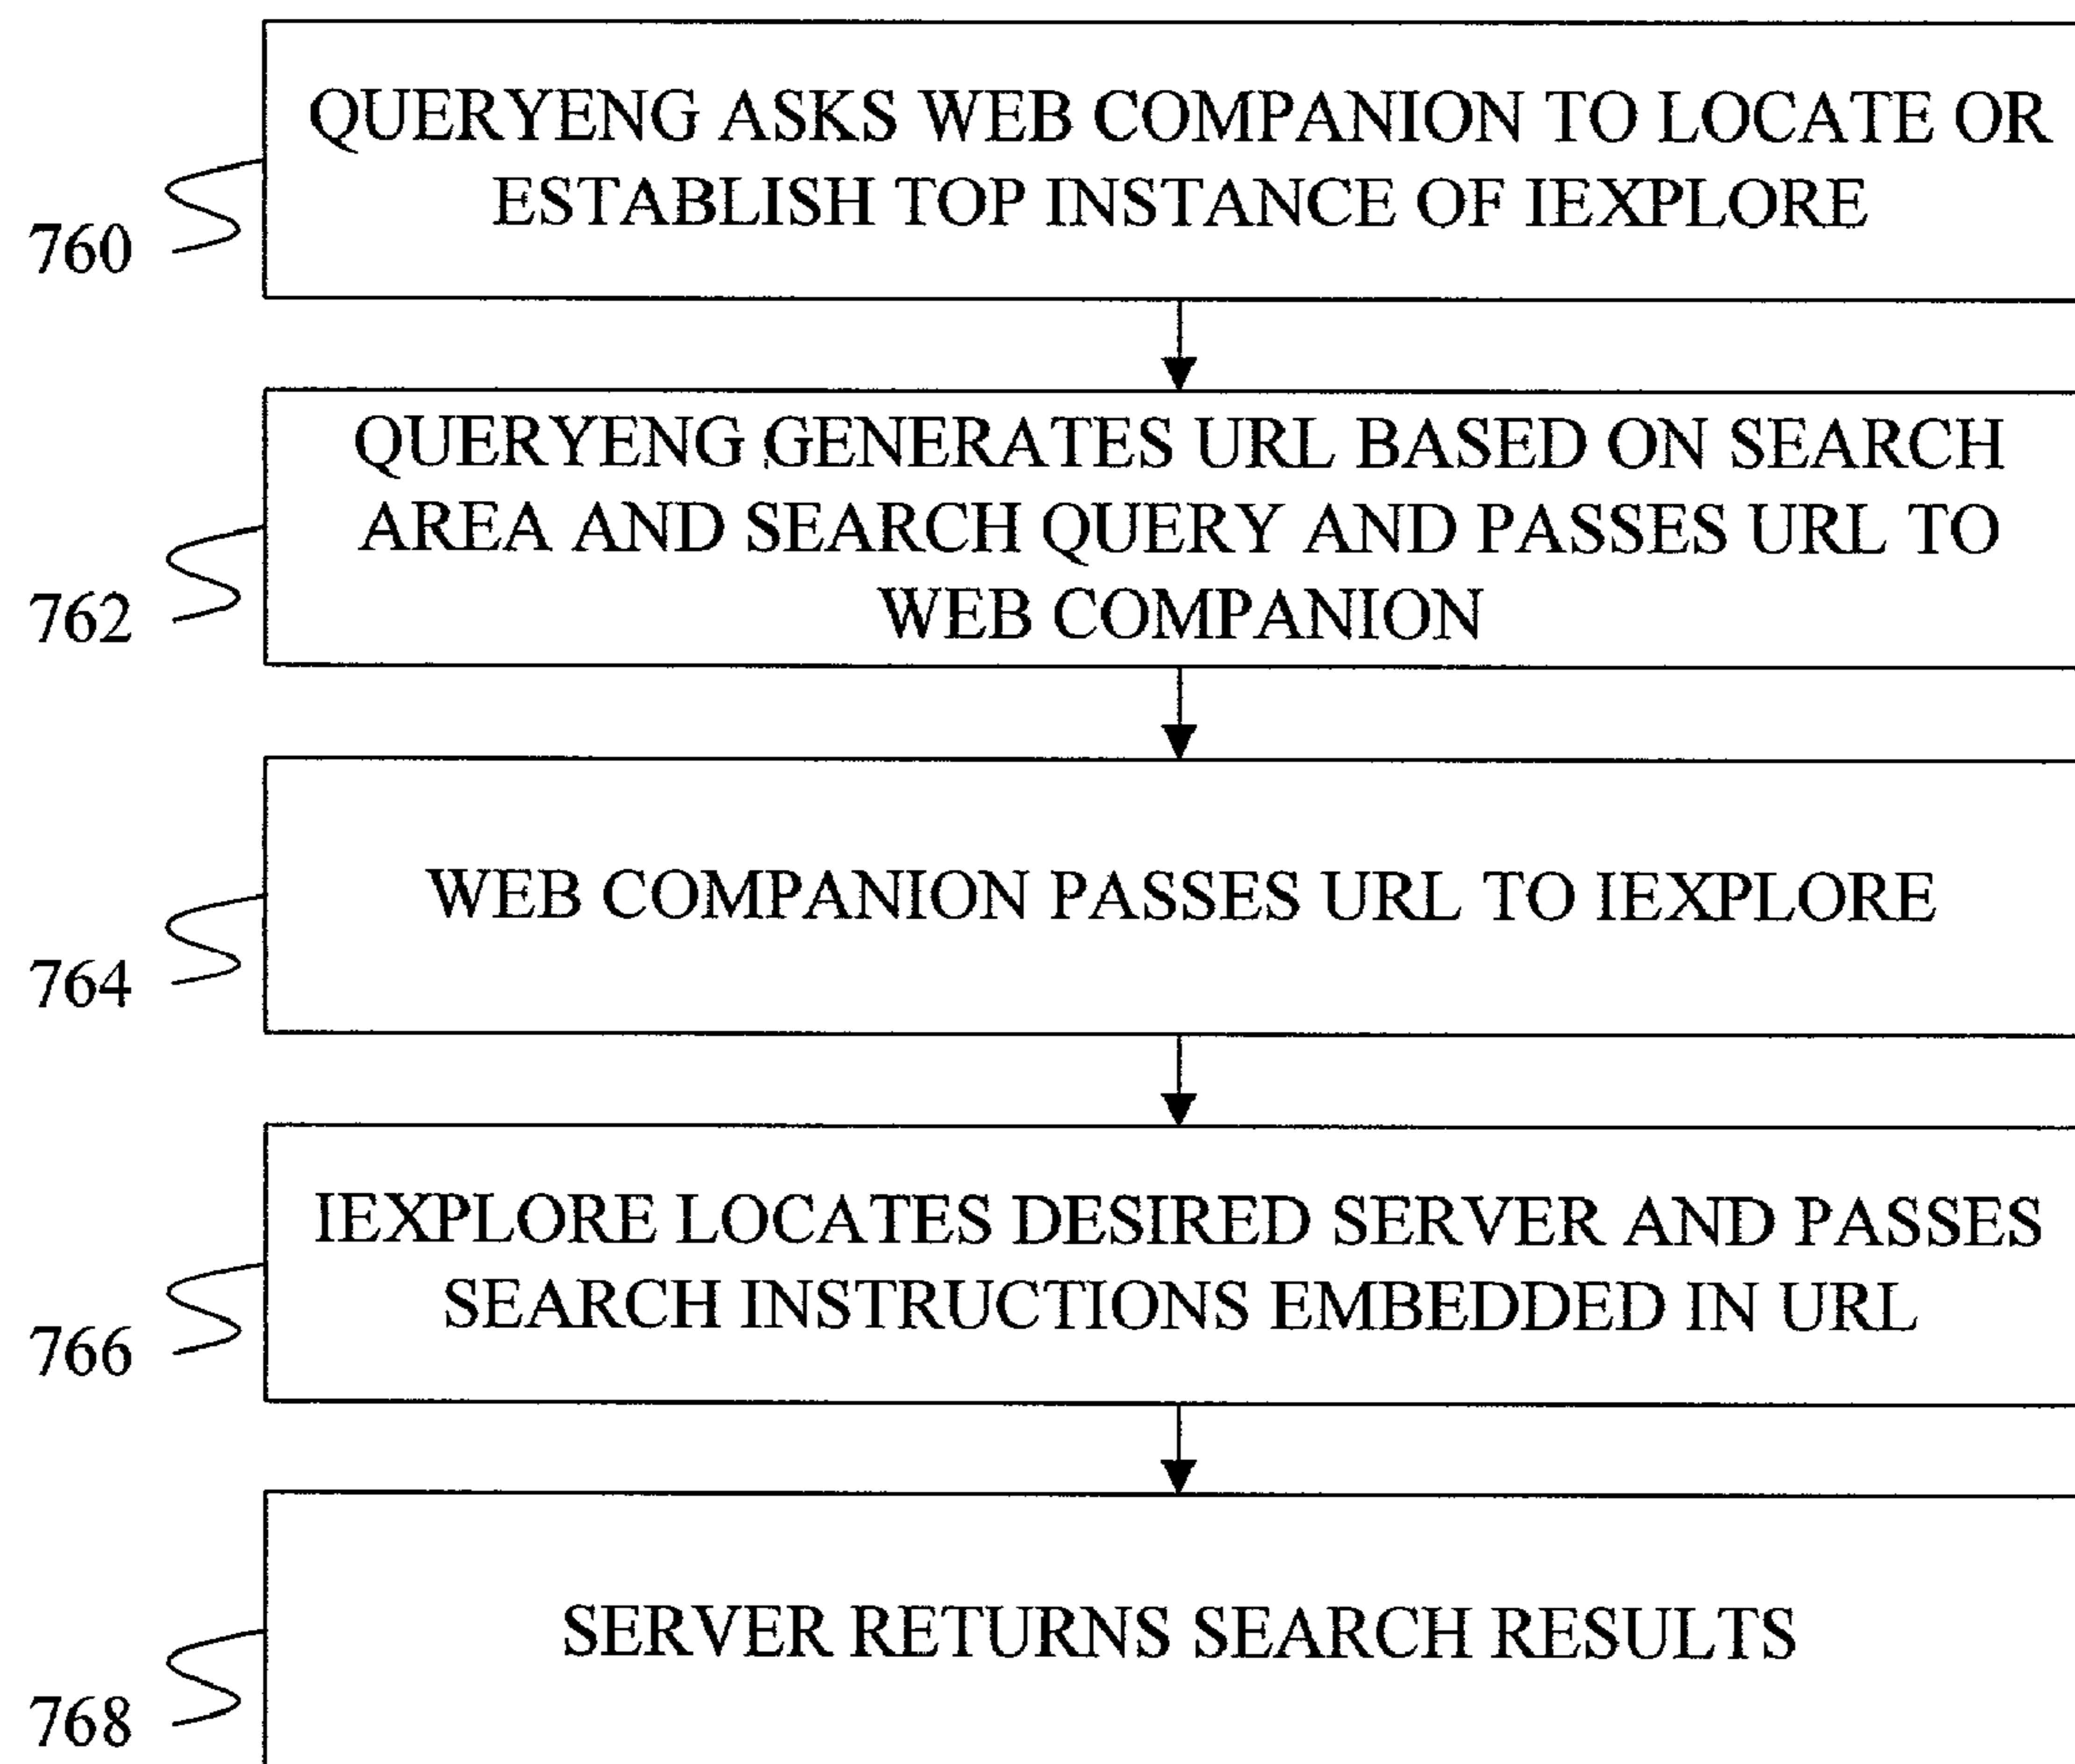 QUERYENG ASKS WEB COMPANION TO LOCATE OR
ESTABLISH TOP INSTANCE OF IEXPLORE
760
QUERYENG GENERATES URL BASED ON SEARCH
AREA AND SEARCH QUERY AND PASSES URL TO
WEB COMPANION
762
WEB COMPANION PASSES URL TO IEXPLORE
764
IEXPLORE LOCATES DESIRED SERVER AND PASSES
SEARCH INSTRUCTIONS EMBEDDED IN URL
766
SERVER RETURNS SEARCH RESULTS
768